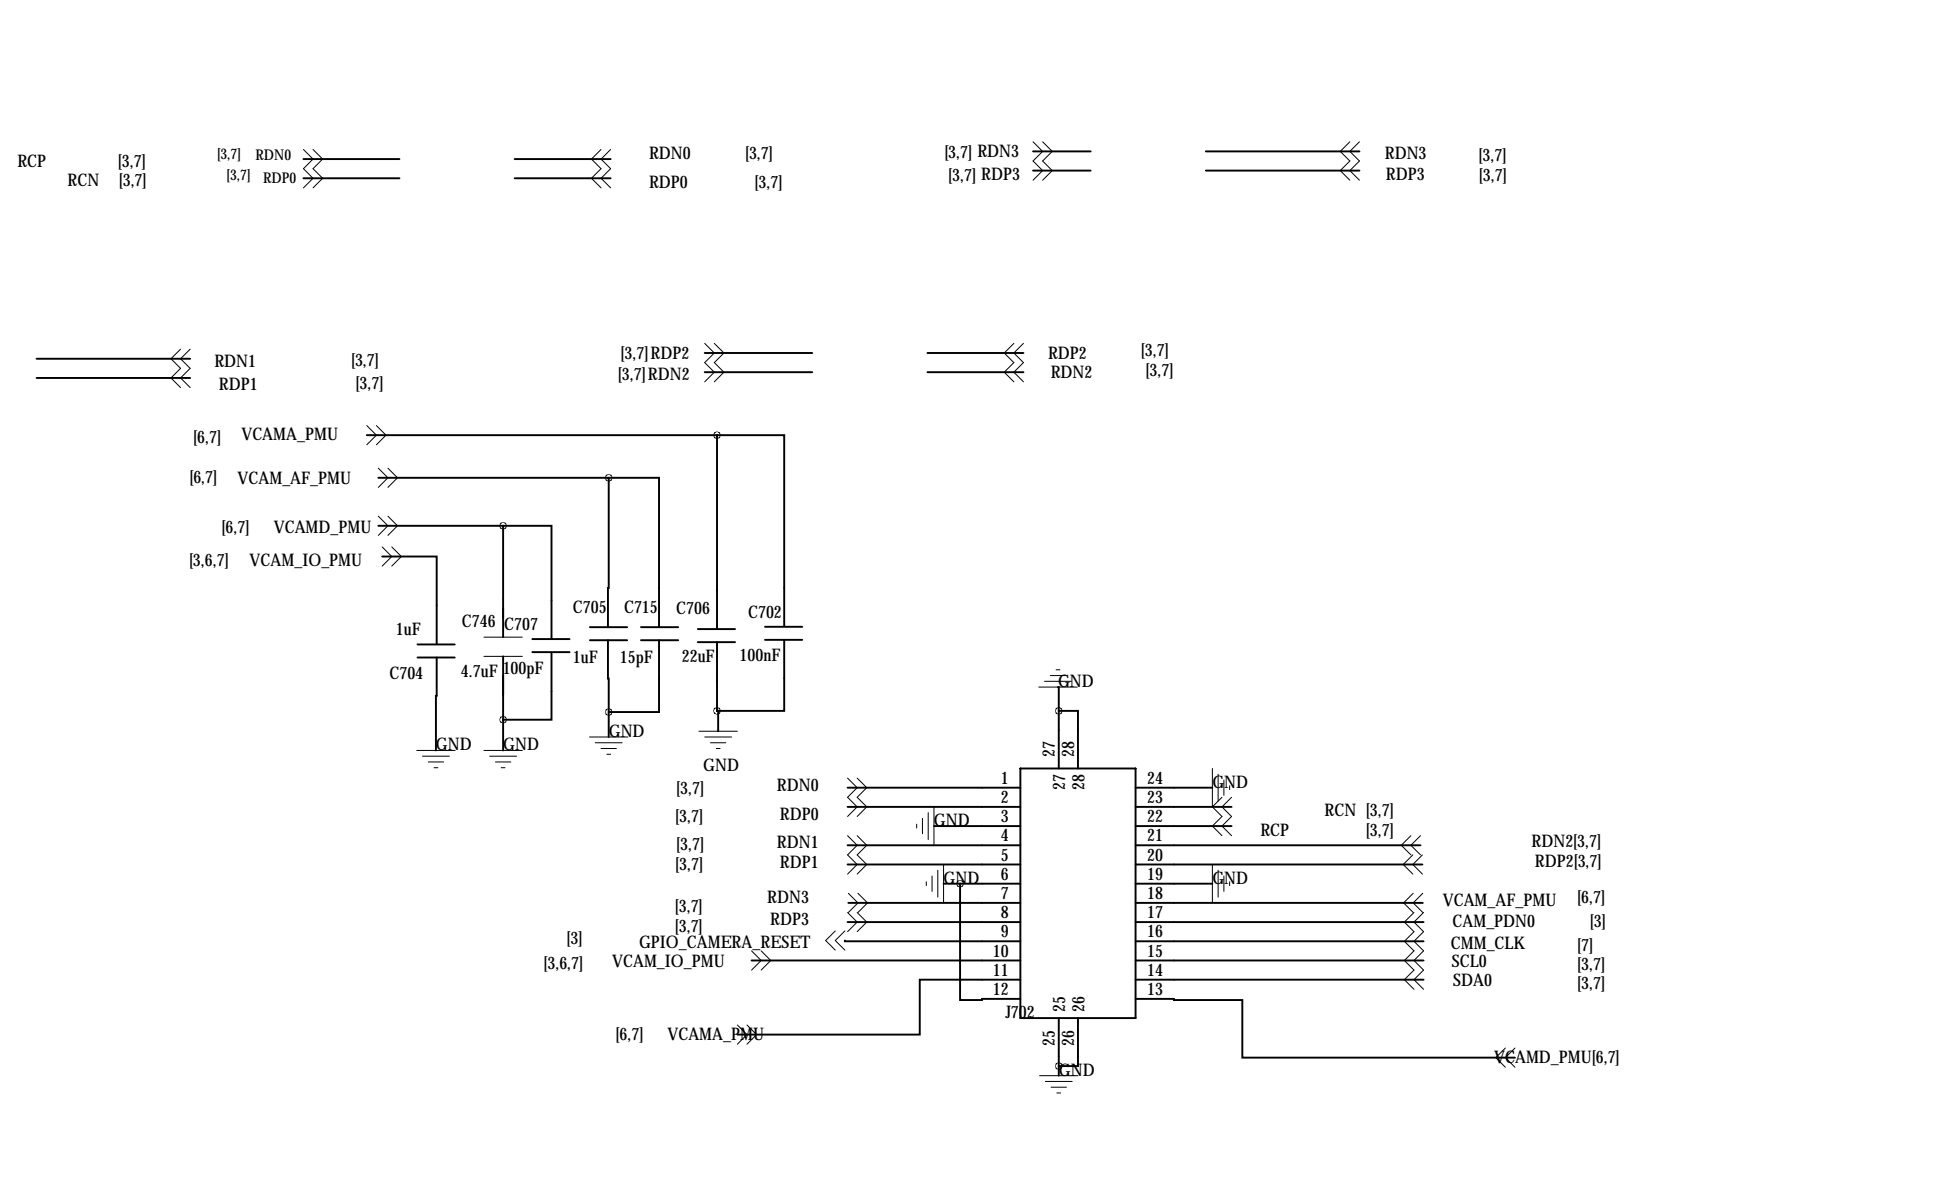 RCP [3,7] [3,7] RDN0 RDN0 [3,7] [3,7] RDN3 RDN3 [3,7]
RCN [3,7] [3,7] RDP0 RDP0 [3,7] [3,7] RDP3 RDP3 [3,7]
RDN1 [3,7] [3,7] RDP2 RDP2 [3,7]
RDP1 [3,7] [3,7] RDN2 RDN2 [3,7]
[6,7] VCAMA_PMU
[6,7] VCAM_AF_PMU
[6,7] VCAMD_PMU
[3,6,7] VCAM_IO_PMU
C705 C715 C706 C702
1uF C746 C707
C704 4.7uF 100pF 1uF 15pF 22uF 100nF
GND GND GND
GND
GND
27 28
1 27 28 24 GND
[3,7] RDN0
2 23
[3,7] RDP0 GND 3 22 RCN [3,7]
4 21 RCP [3,7]
[3,7] RDN1 RDN2[3,7]
[3,7] RDP1 5 20 RDP2[3,7]
GND 6 19 GND
[3,7] RDN3 7 18 VCAM_AF_PMU [6,7]
[3,7] RDP3 8 17 CAM_PDN0 [3]
[3] GPIO_CAMERA_RESET 9 16 CMM_CLK [7]
[3,6,7] VCAM_IO_PMU 10 15 SCL0 [3,7]
11 14 SDA0 [3,7]
12 25 26 13
J702
[6,7] VCAMA_PMU 25 26
VCAMD_PMU[6,7]
GND